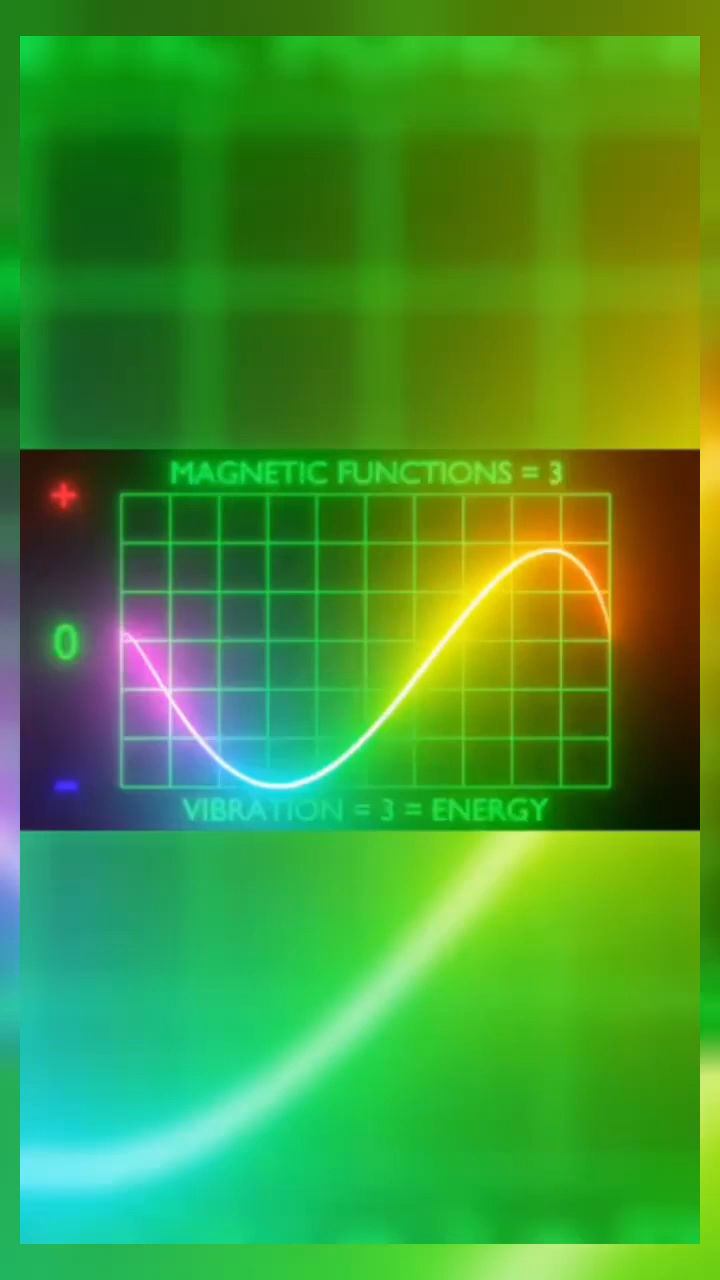 MAGNETIC FUNCTIONS = 3
+
0
-
VIBRATION = 3 = ENERGY